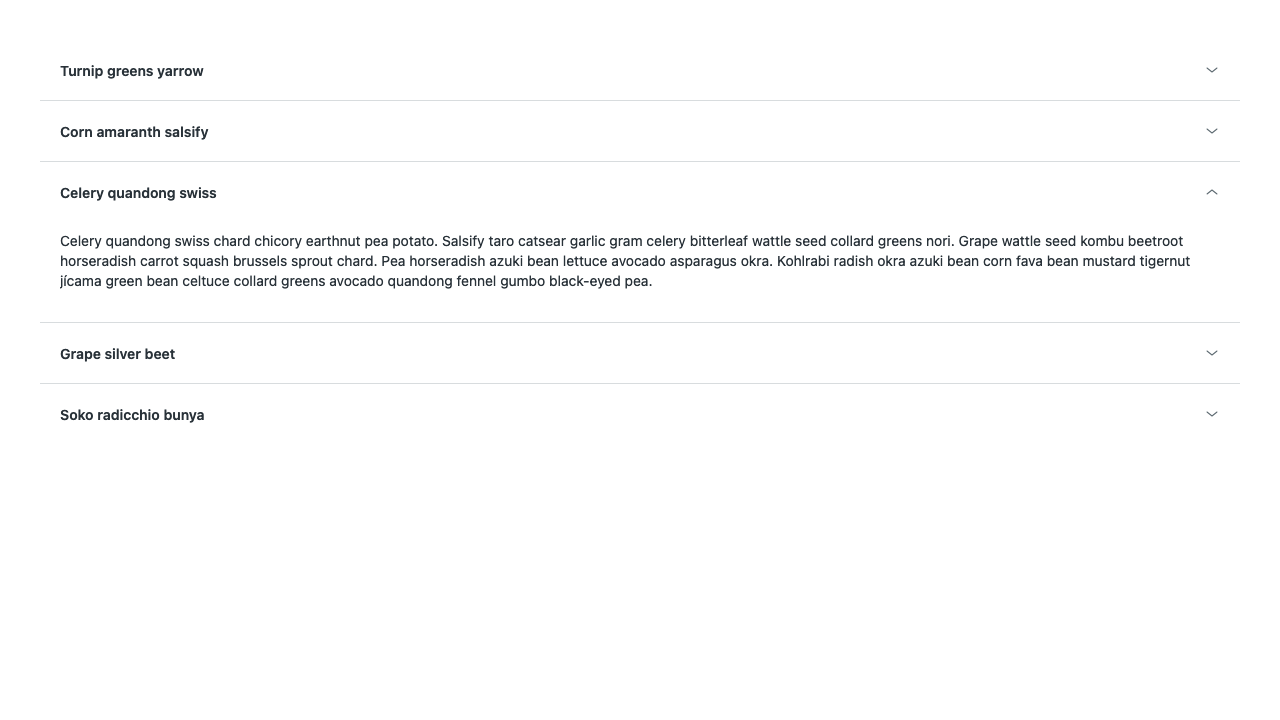 Turnip greens yarrow
Corn amaranth salsify
Celery quandong swiss
Celery quandong swiss chard chicory earthnut pea potato. Salsify taro catsear garlic gram celery bitterleaf wattle seed collard greens nori. Grape wattle seed kombu beetroot
horseradish carrot squash brussels sprout chard. Pea horseradish azuki bean lettuce avocado asparagus okra. Kohlrabi radish okra azuki bean corn fava bean mustard tigernut
jícama green bean celtuce collard greens avocado quandong fennel gumbo black-eyed pea.
Grape silver beet
Soko radicchio bunya